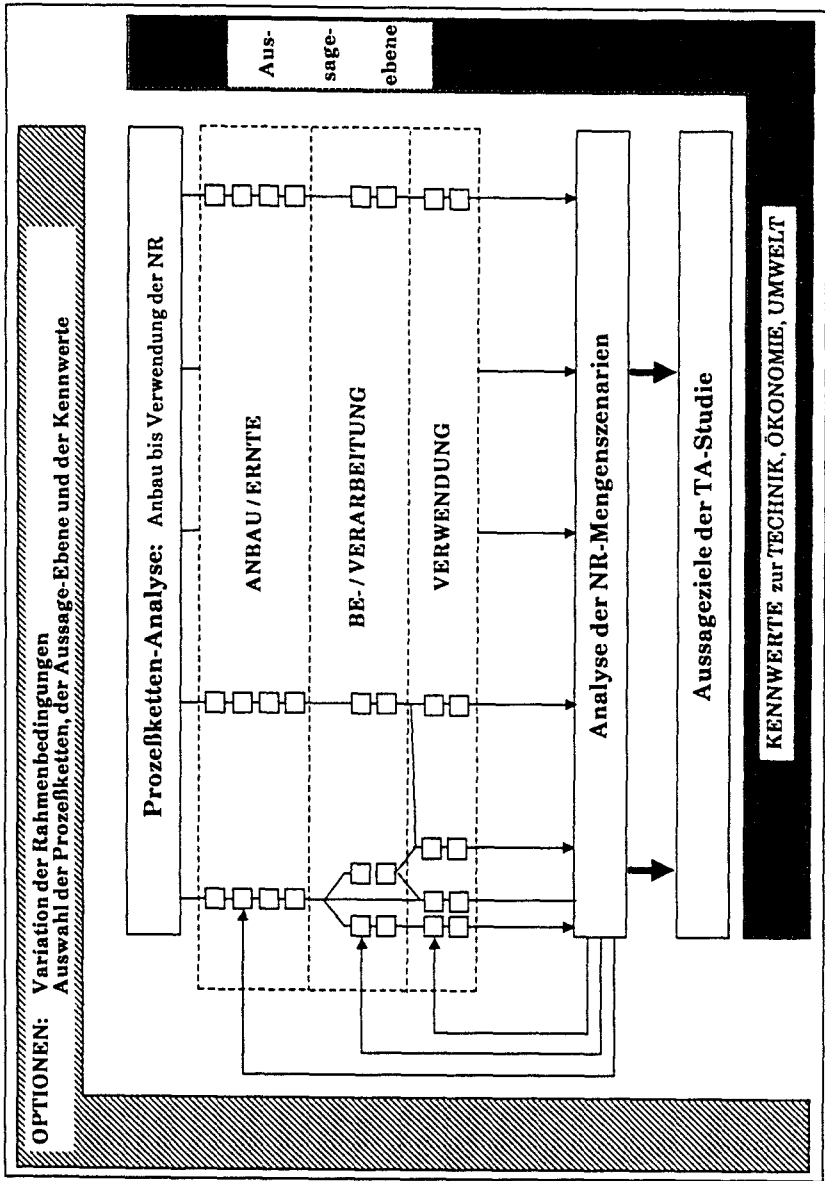 OPTIONEN: Variation der Rahmenbedingungen
Auswahl der Prozeßketten, der Aussage-Ebene und der Kennwerte
Prozeßketten-Analyse: Anbau bis Verwendung der NR
Aus-
sage-
ebene
ANBAU / ERNTE
BE- / VERARBEITUNG
VERWENDUNG
Analyse der NR-Mengenszenarien
Aussageziele der TA-Studie
KENNWERTE zur TECHNIK, ÖKONOMIE, UMWELT